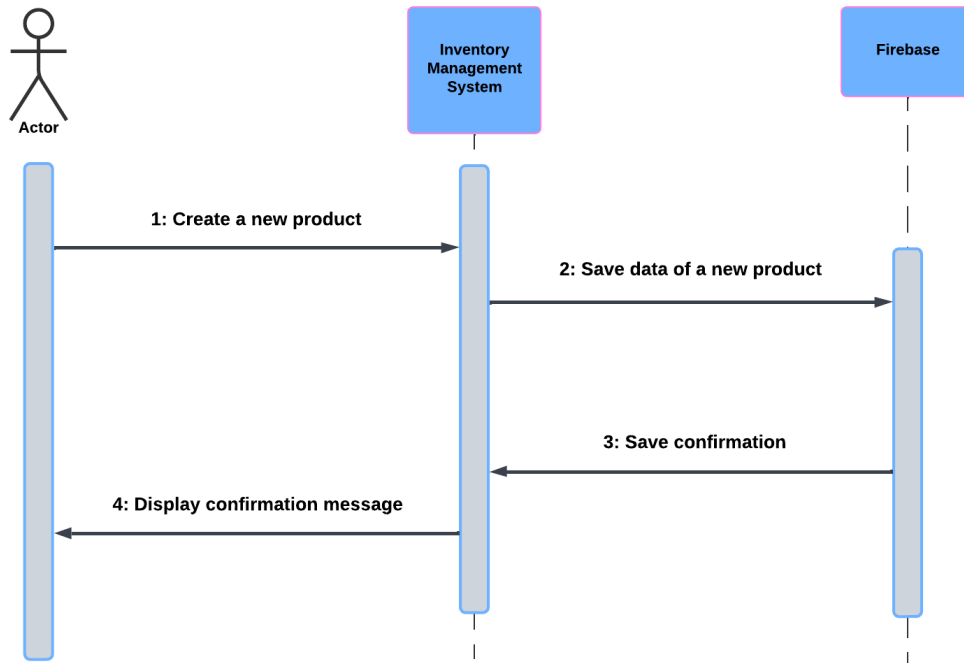 Actor
Inventory
Management
System
Firebase
1: Create a new product
2: Save data of a new product
3: Save confirmation
4: Display confirmation message